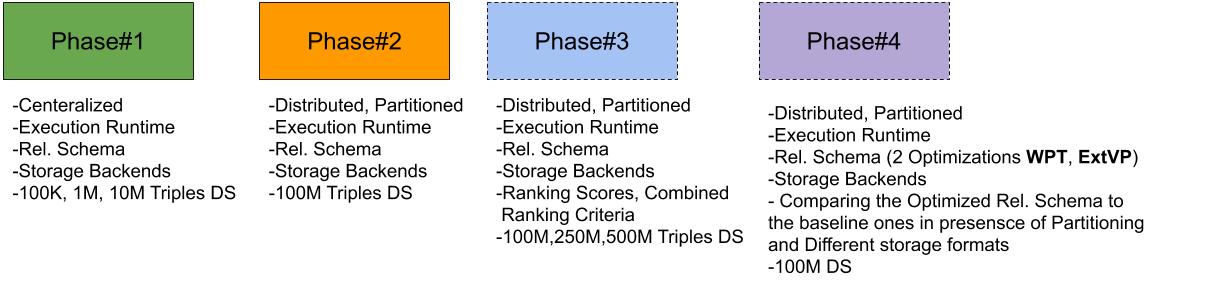 Phase#1
-Centeralized
-Execution Runtime
-Rel. Schema
-Storage Backends
-100K, 1M, 10M Triples DS
Phase#2
-Distributed, Partitioned
-Execution Runtime
-Rel. Schema
-Storage Backends
-100M Triples DS
Phase#3
-Distributed, Partitioned
-Execution Runtime
-Rel. Schema
-Storage Backends
-Ranking Scores, Combined
Ranking Criteria
-100M,250M,500M Triples DS
Phase#4
-Distributed, Partitioned
-Execution Runtime
-Rel. Schema (2 Optimizations WPT, ExtVP)
-Storage Backends
- Comparing the Optimized Rel. Schema to
the baseline ones in presensce of Partitioning
and Different storage formats
-100M DS